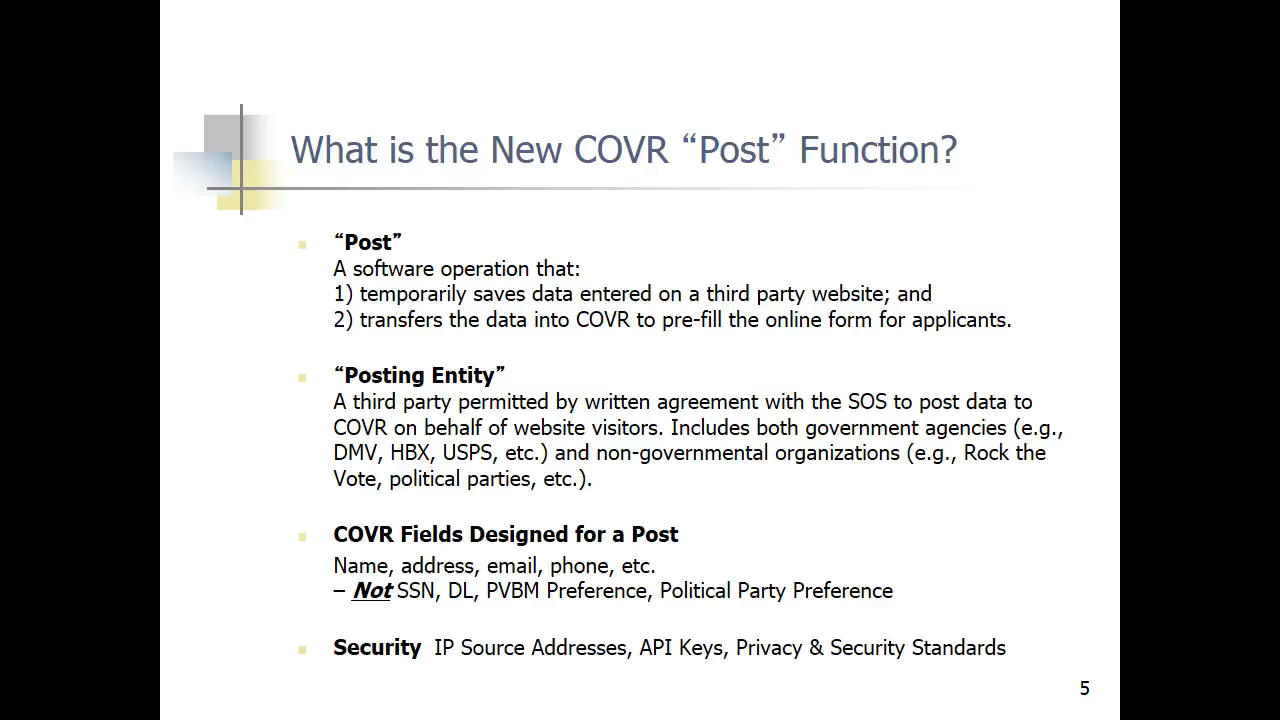 What is the New COVR “Post” Function?
“Post”
A software operation that:
1) temporarily saves data entered on a third party website; and
2) transfers the data into COVR to pre-fill the online form for applicants.
“Posting Entity”
A third party permitted by written agreement with the SOS to post data to
COVR on behalf of website visitors. Includes both government agencies (e.g.,
DMV, HBX, USPS, etc.) and non-governmental organizations (e.g., Rock the
Vote, political parties, etc.).
COVR Fields Designed for a Post
Name, address, email, phone, etc.
– Not SSN, DL, PVBM Preference, Political Party Preference
Security IP Source Addresses, API Keys, Privacy & Security Standards
5